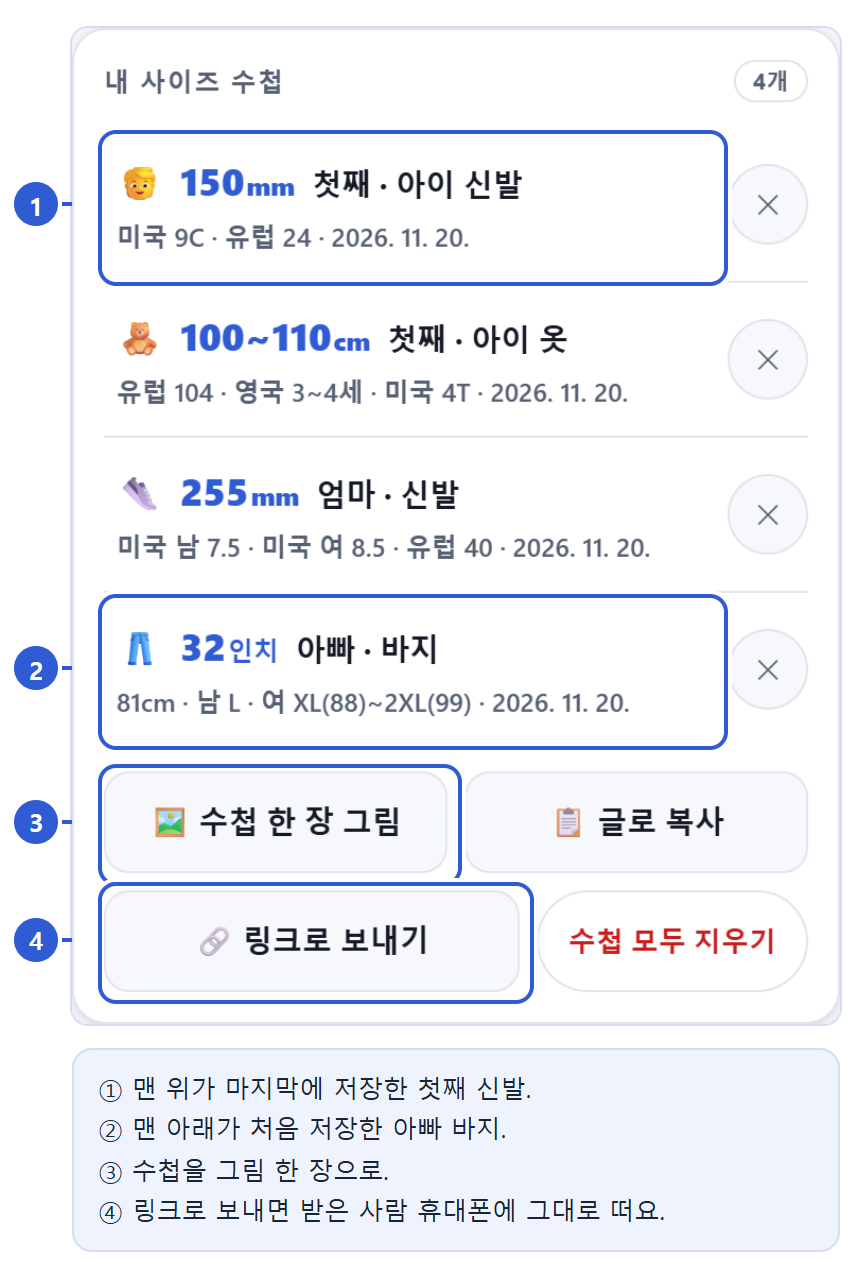 내 사이즈 수첩
4개
1
150mm 첫째 · 아이 신발
미국 9C · 유럽 24 · 2026. 11. 20.
100~110cm 첫째 · 아이 옷
유럽 104 · 영국 3~4세 · 미국 4T · 2026. 11. 20.
255mm 엄마 · 신발
미국 남 7.5 · 미국 여 8.5 · 유럽 40 · 2026. 11. 20.
2
32인치 아빠 · 바지
81cm · 남 L · 여 XL(88)~2XL(99) · 2026. 11. 20.
3
수첩 한 장 그림
글로 복사
4
링크로 보내기
수첩 모두 지우기
① 맨 위가 마지막에 저장한 첫째 신발.
② 맨 아래가 처음 저장한 아빠 바지.
③ 수첩을 그림 한 장으로.
④ 링크로 보내면 받은 사람 휴대폰에 그대로 떠요.